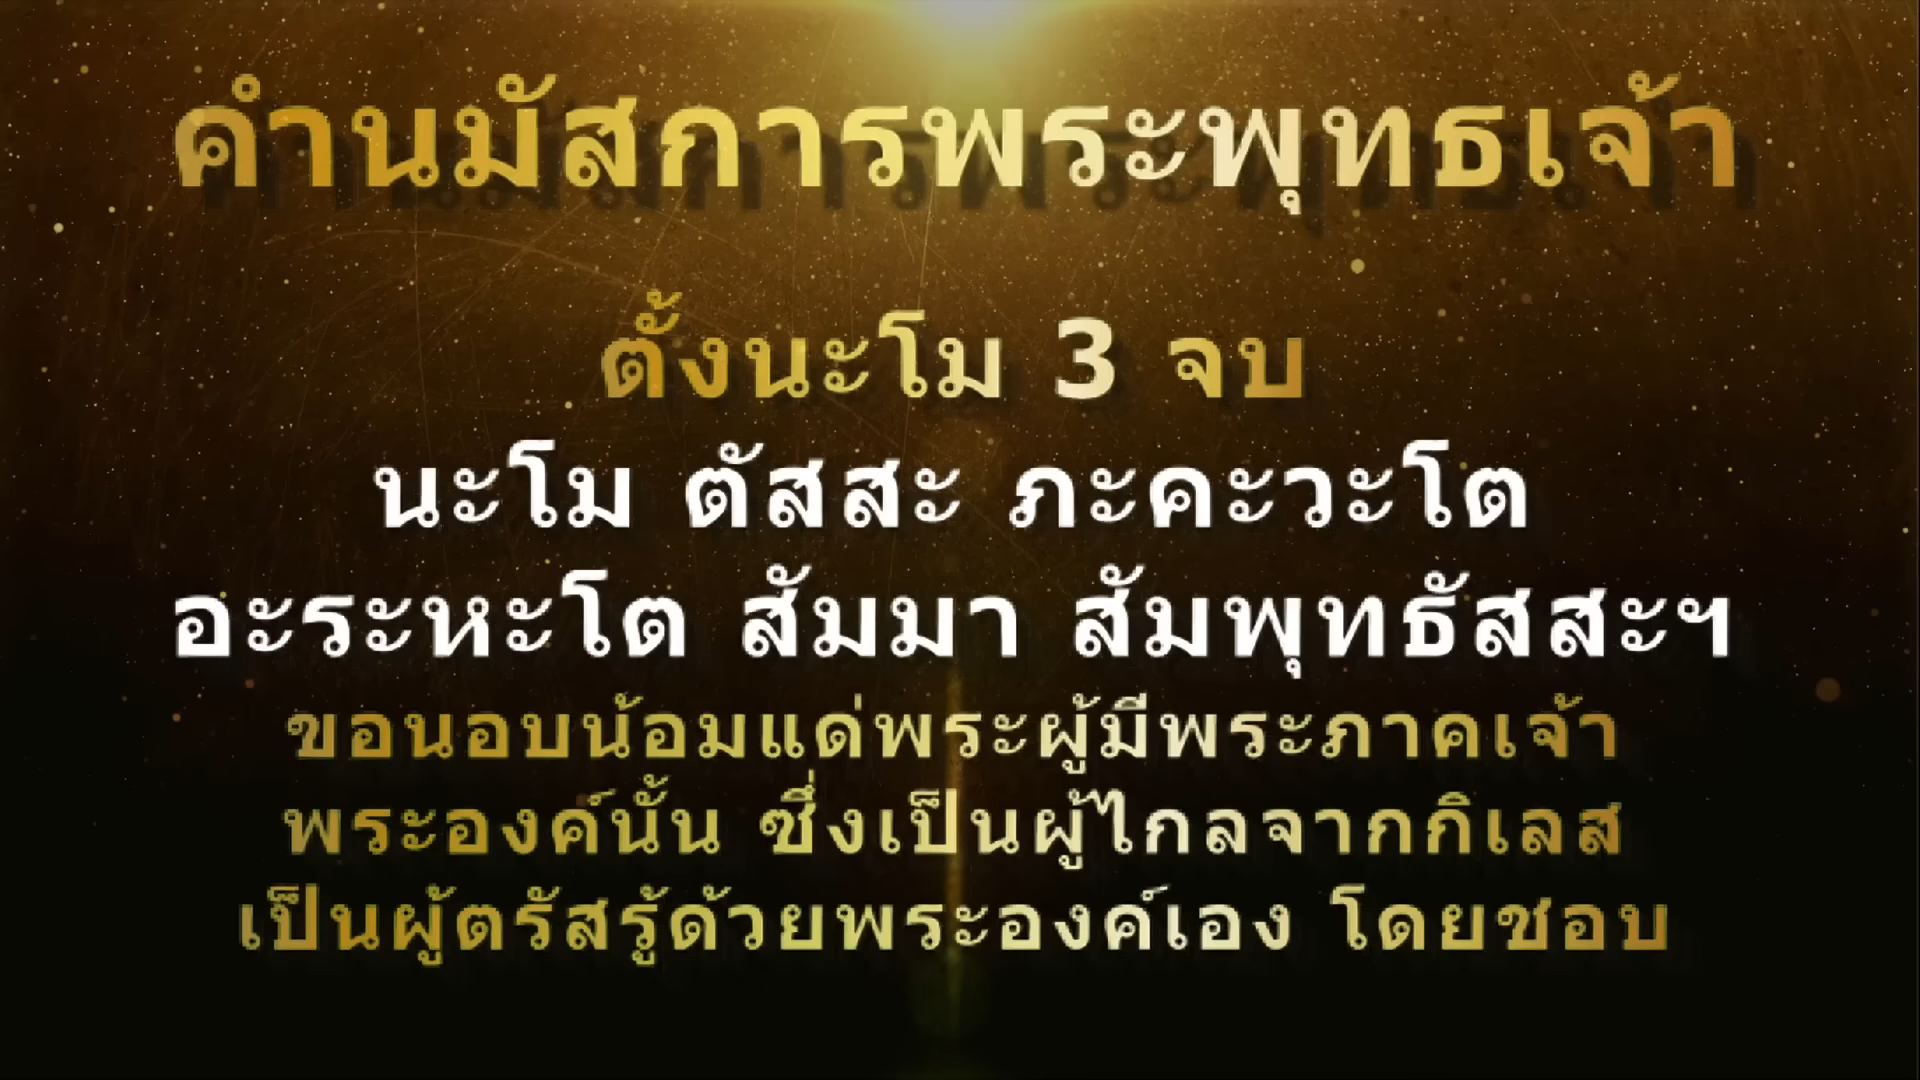 คำนมัสการพระพุทธเจ้า
ตั้งนะโม 3 จบ
นะโม ตัสสะ ภะคะวะโต
อะระหะโต สัมมา สัมพุทธัสสะฯ
ขอนอบน้อมแด่พระผู้มีพระภาคเจ้า
พระองค์นั้น ซึ่งเป็นผู้ไกลจากกิเลส
เป็นผู้ตรัสรู้ด้วยพระองค์เอง โดยชอบ